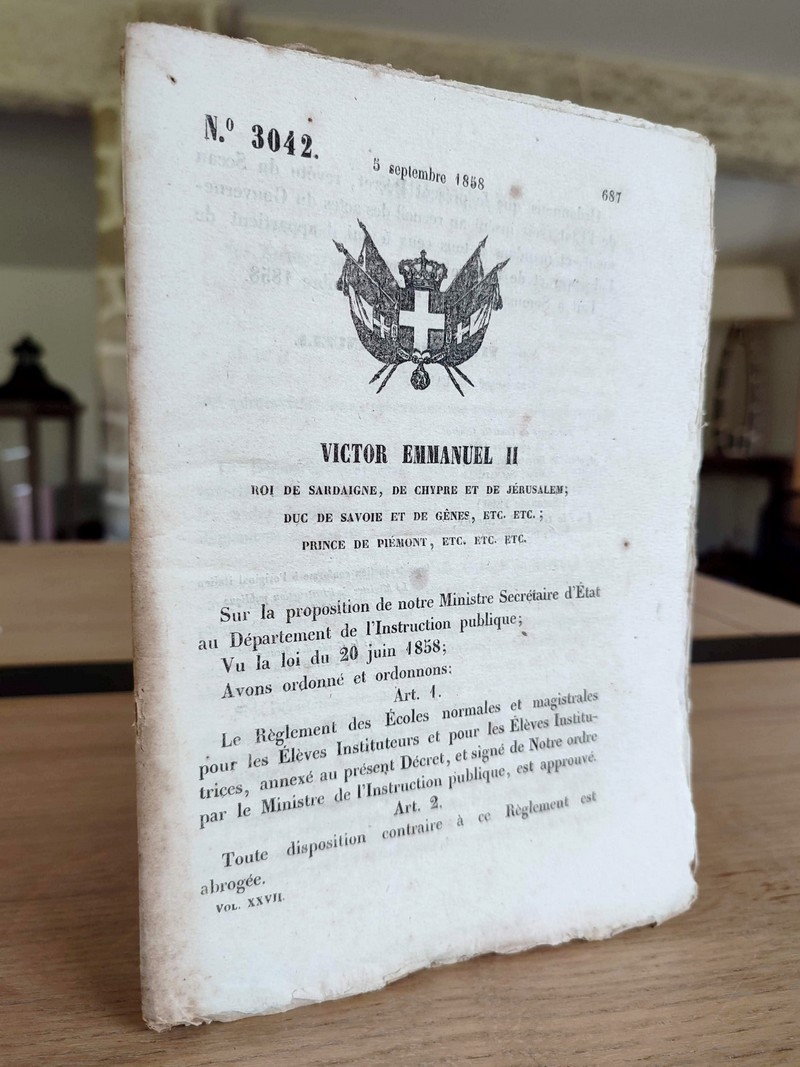 N.º 3042.
5 septembre 1858
687
VICTOR EMMANUEL II
ROI DE SARDAIGNE, DE CHYPRE ET DE JÉRUSALEM;
DUC DE SAVOIE ET DE GÈNES, ETC. ETC.;
PRINCE DE PIÉMONT, ETC. ETC. ETC.
Sur la proposition de notre Ministre Secrétaire d'État
au Département de l'Instruction publique;
Vu la loi du 20 juin 1858;
Avons ordonné et ordonnons:
Art. 1.
Le Règlement des Écoles normales et magistrales
pour les Élèves Instituteurs et pour les Élèves Institu-
trices, annexé au présent Décret, et signé de Notre ordre
par le Ministre de l'Instruction publique, est approuvé.
Art. 2.
Toute disposition contraire à ce Règlement est
abrogée.
VOL. XXVII.